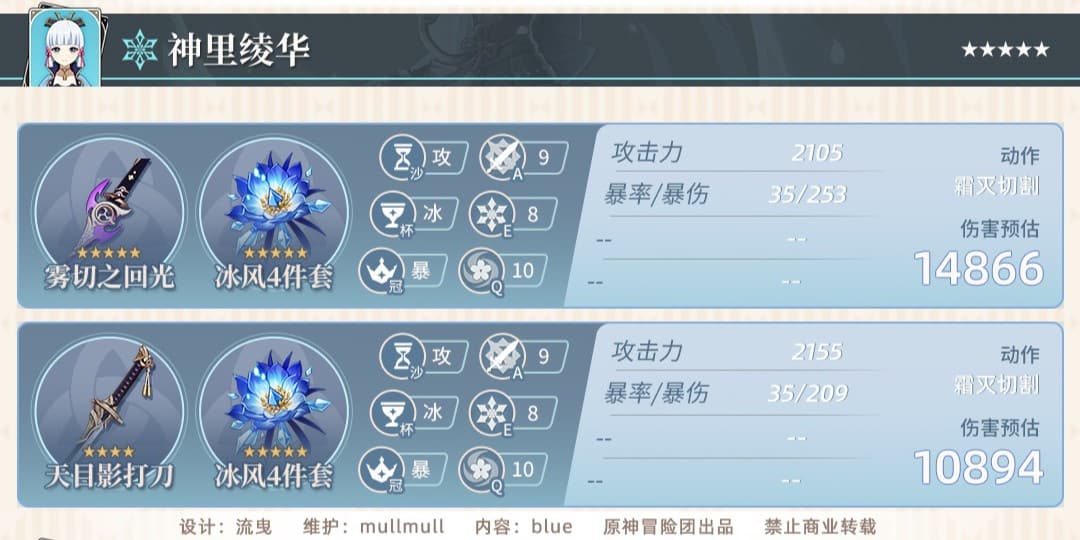 神里绫华
★★★★★
攻 9
沙 A
攻击力 2105
动作
霜灭切割
暴率/暴伤 35/253
冰 8
杯 E
伤害预估
-- --
★★★★★ ★★★★★
雾切之回光 冰风4件套
暴 10
冠 Q
14866
-- --
攻 9
沙 A
攻击力 2155
动作
霜灭切割
暴率/暴伤 35/209
冰 8
杯 E
伤害预估
-- --
★★★★ ★★★★★
天目影打刀 冰风4件套
暴 10
冠 Q
10894
-- --
设计：流曳 维护：mullmull 内容：blue 原神冒险团出品 禁止商业转载